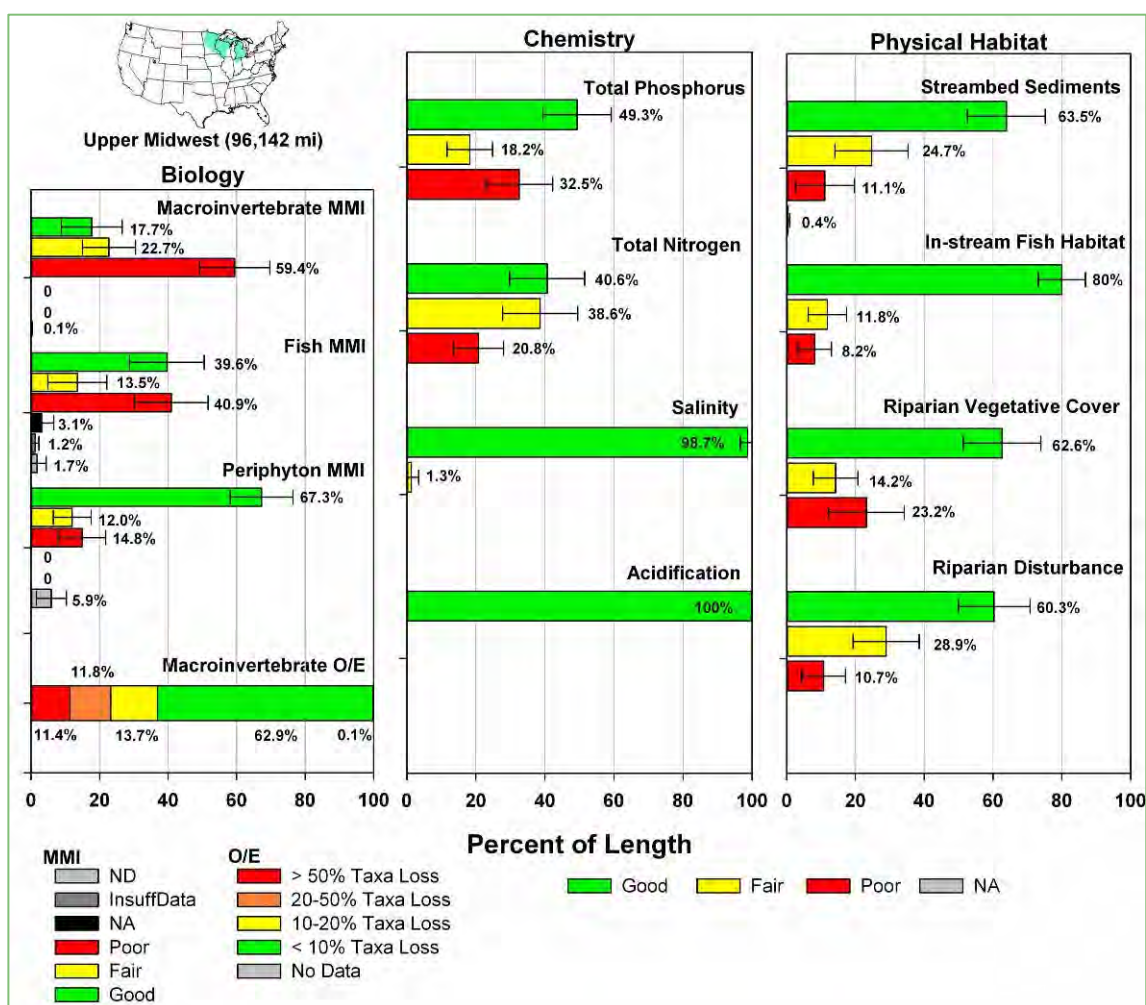 Upper Midwest (96,142 mi)
Biology
Macroinvertebrate MMI
17.7%
22.7%
59.4%
0
0
0.1%
Fish MMI
39.6%
13.5%
40.9%
3.1%
1.2%
1.7%
Periphyton MMI
67.3%
12.0%
14.8%
0
0
5.9%
Macroinvertebrate O/E
11.8%
11.4% 13.7% 62.9% 0.1%
0 20 40 60 80 100
Chemistry
Total Phosphorus
49.3%
18.2%
32.5%
Total Nitrogen
40.6%
38.6%
20.8%
Salinity
98.7%
1.3%
Acidification
100%
0 20 40 60 80 100
Physical Habitat
Streambed Sediments
63.5%
24.7%
11.1%
0.4%
In-stream Fish Habitat
80%
11.8%
8.2%
Riparian Vegetative Cover
62.6%
14.2%
23.2%
Riparian Disturbance
60.3%
28.9%
10.7%
0 20 40 60 80 100
Percent of Length
MMI
ND
InsuffData
NA
Poor
Fair
Good
O/E
> 50% Taxa Loss
20-50% Taxa Loss
10-20% Taxa Loss
< 10% Taxa Loss
No Data
Good Fair Poor NA